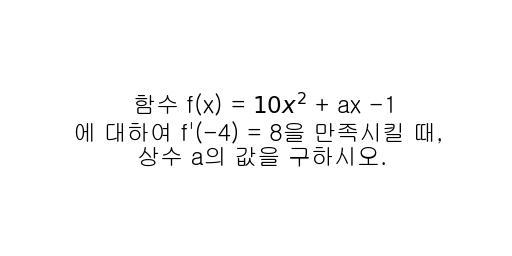 함수 f(x) = 10x² + ax −1
에 대하여 f'(−4) = 8을 만족시킬 때,
상수 a의 값을 구하시오.